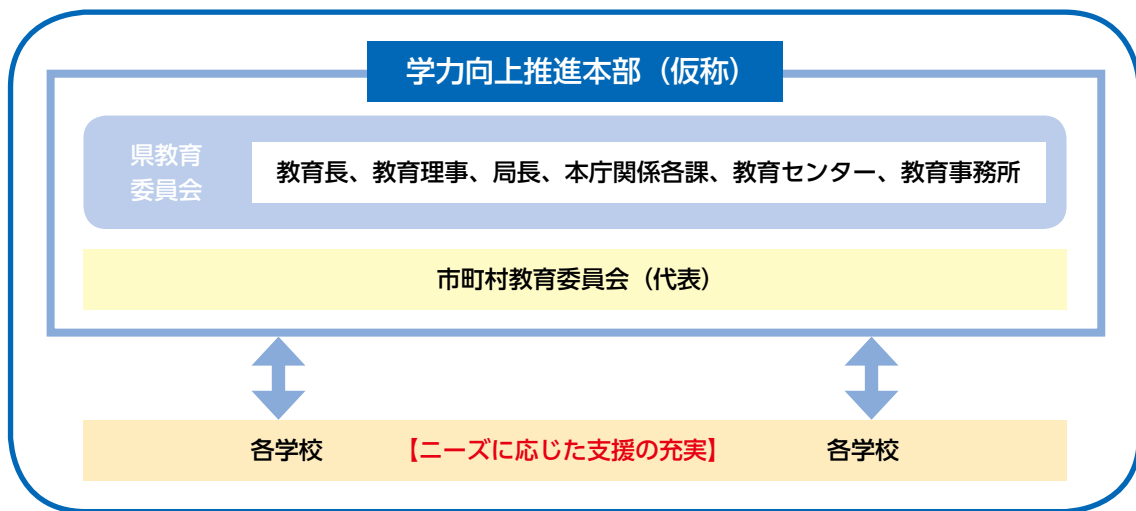 学力向上推進本部（仮称）
県教育
委員会
教育長、教育理事、局長、本庁関係各課、教育センター、教育事務所
市町村教育委員会（代表）
各学校 【ニーズに応じた支援の充実】 各学校